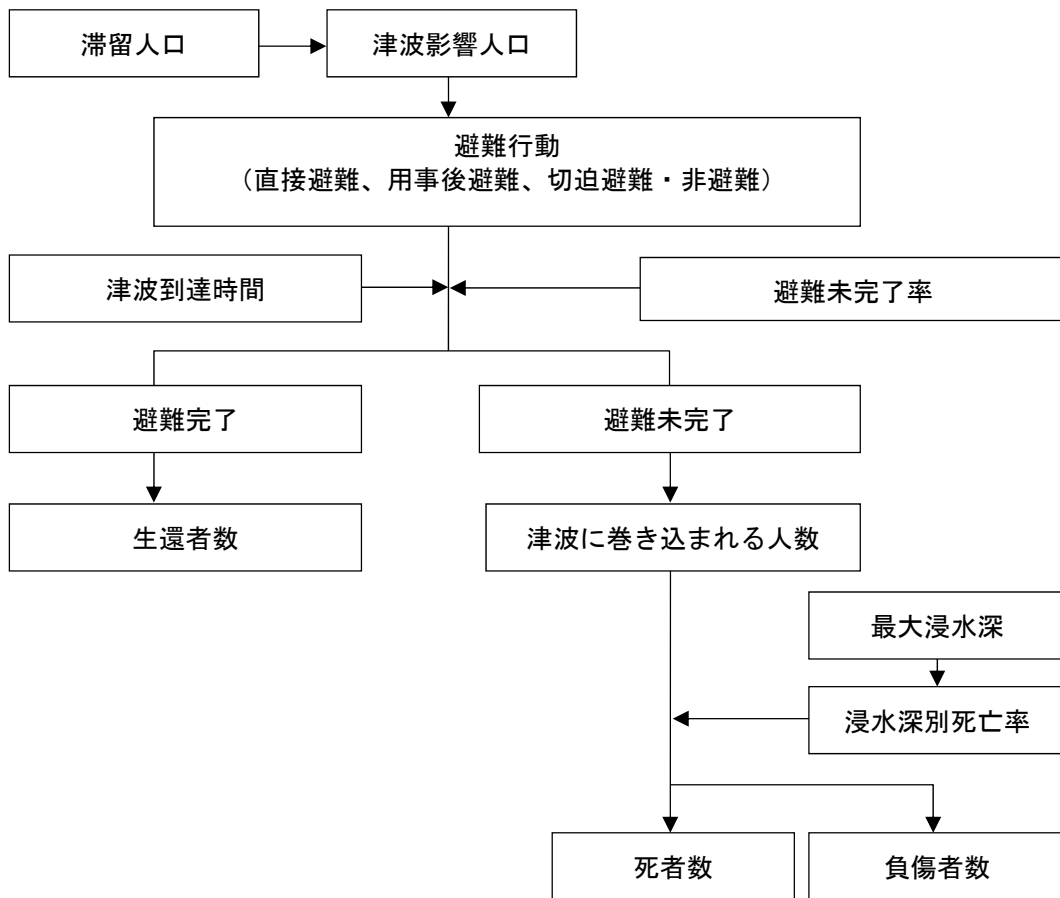 滞留人口
津波影響人口
避難行動
（直接避難、用事後避難、切迫避難・非避難）
津波到達時間
避難未完了率
避難完了
避難未完了
生還者数
津波に巻き込まれる人数
最大浸水深
浸水深別死亡率
死者数
負傷者数